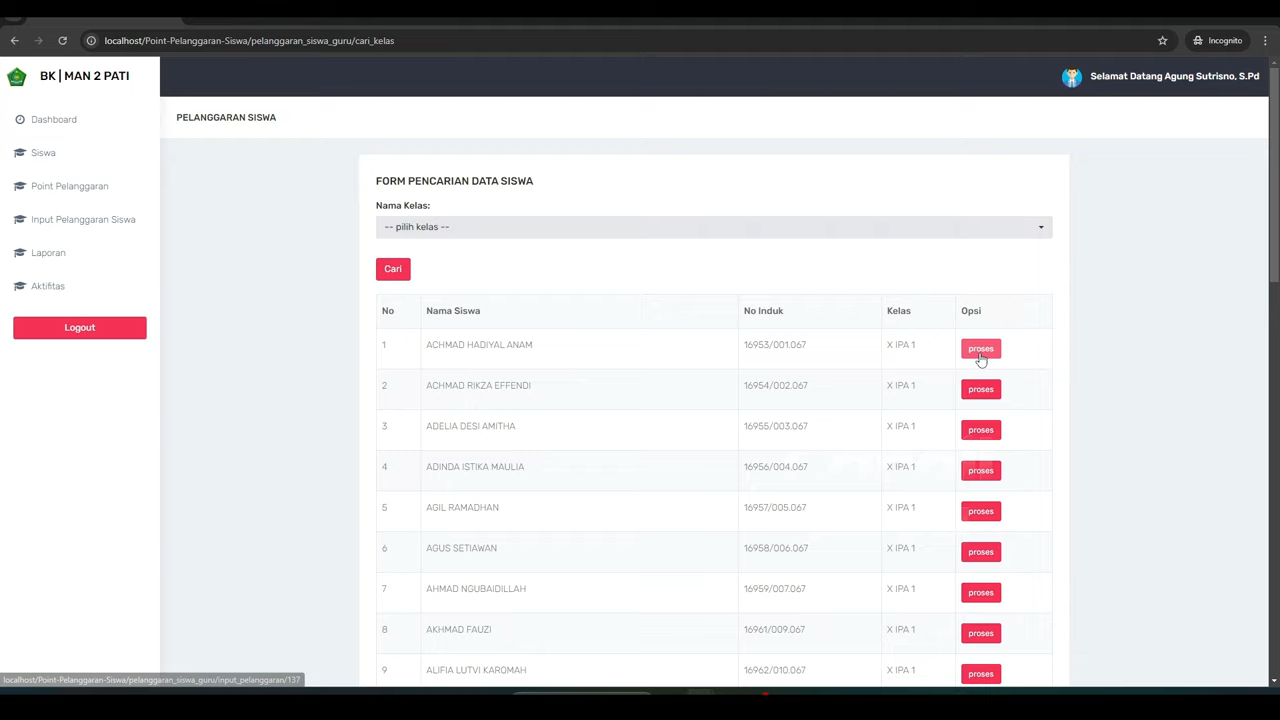 localhost/Point-Pelanggaran-Siswa/pelanggaran_siswa_guru/cari_kelas
Incognito
BK | MAN 2 PATI
Selamat Datang Agung Sutrisno, S.Pd
Dashboard
Siswa
Point Pelanggaran
Input Pelanggaran Siswa
Laporan
Aktifitas
Logout
PELANGGARAN SISWA
FORM PENCARIAN DATA SISWA
Nama Kelas:
-- pilih kelas --
Cari
No Nama Siswa No Induk Kelas Opsi
1 ACHMAD HADIYAL ANAM 16953/001.067 X IPA 1 proses
2 ACHMAD RIKZA EFFENDI 16954/002.067 X IPA 1 proses
3 ADELIA DESI AMITHA 16955/003.067 X IPA 1 proses
4 ADINDA ISTIKA MAULIA 16956/004.067 X IPA 1 proses
5 AGIL RAMADHAN 16957/005.067 X IPA 1 proses
6 AGUS SETIAWAN 16958/006.067 X IPA 1 proses
7 AHMAD NGUBAIDILLAH 16959/007.067 X IPA 1 proses
8 AKHMAD FAUZI 16961/009.067 X IPA 1 proses
9 ALIFIA LUTVI KAROMAH 16962/010.067 X IPA 1 proses
localhost/Point-Pelanggaran-Siswa/pelanggaran_siswa_guru/input_pelanggaran/137